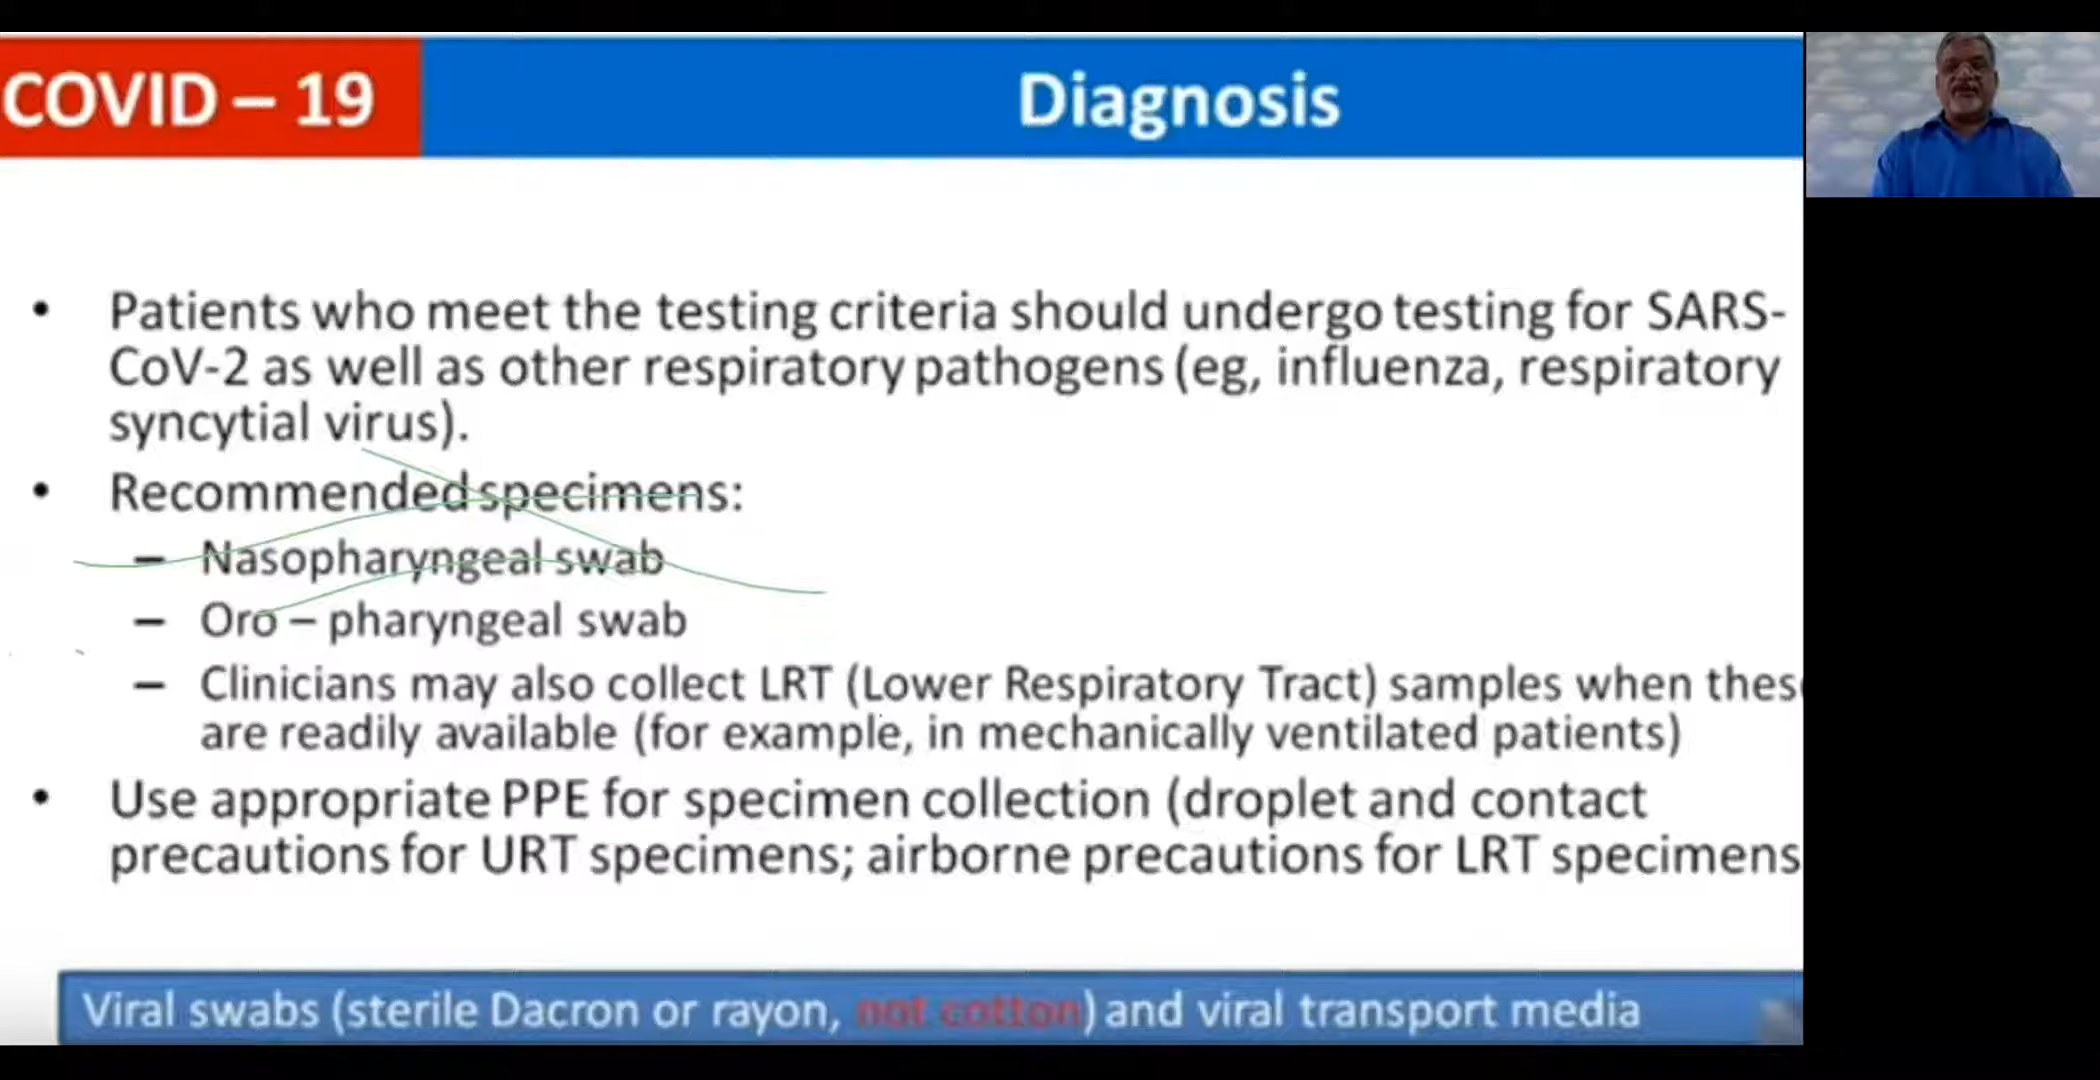 COVID – 19
Diagnosis
• Patients who meet the testing criteria should undergo testing for SARS-
CoV-2 as well as other respiratory pathogens (eg, influenza, respiratory
syncytial virus).
• Recommended specimens:
– Nasopharyngeal swab
– Oro – pharyngeal swab
– Clinicians may also collect LRT (Lower Respiratory Tract) samples when thes
are readily available (for example, in mechanically ventilated patients)
• Use appropriate PPE for specimen collection (droplet and contact
precautions for URT specimens; airborne precautions for LRT specimens
Viral swabs (sterile Dacron or rayon, not cotton) and viral transport media